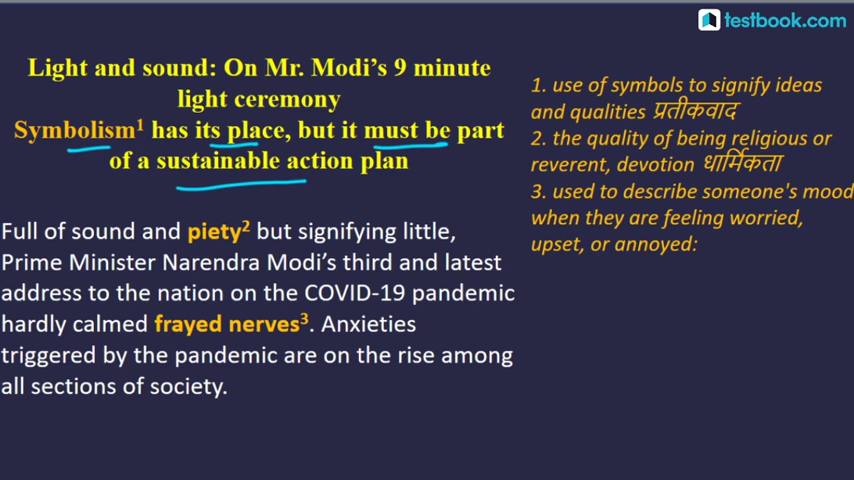 testbook.com
Light and sound: On Mr. Modi’s 9 minute
light ceremony
Symbolism¹ has its place, but it must be part
of a sustainable action plan
Full of sound and piety² but signifying little,
Prime Minister Narendra Modi’s third and latest
address to the nation on the COVID-19 pandemic
hardly calmed frayed nerves³. Anxieties
triggered by the pandemic are on the rise among
all sections of society.
1. use of symbols to signify ideas
and qualities प्रतीकवाद
2. the quality of being religious or
reverent, devotion धार्मिकता
3. used to describe someone's mood
when they are feeling worried,
upset, or annoyed: